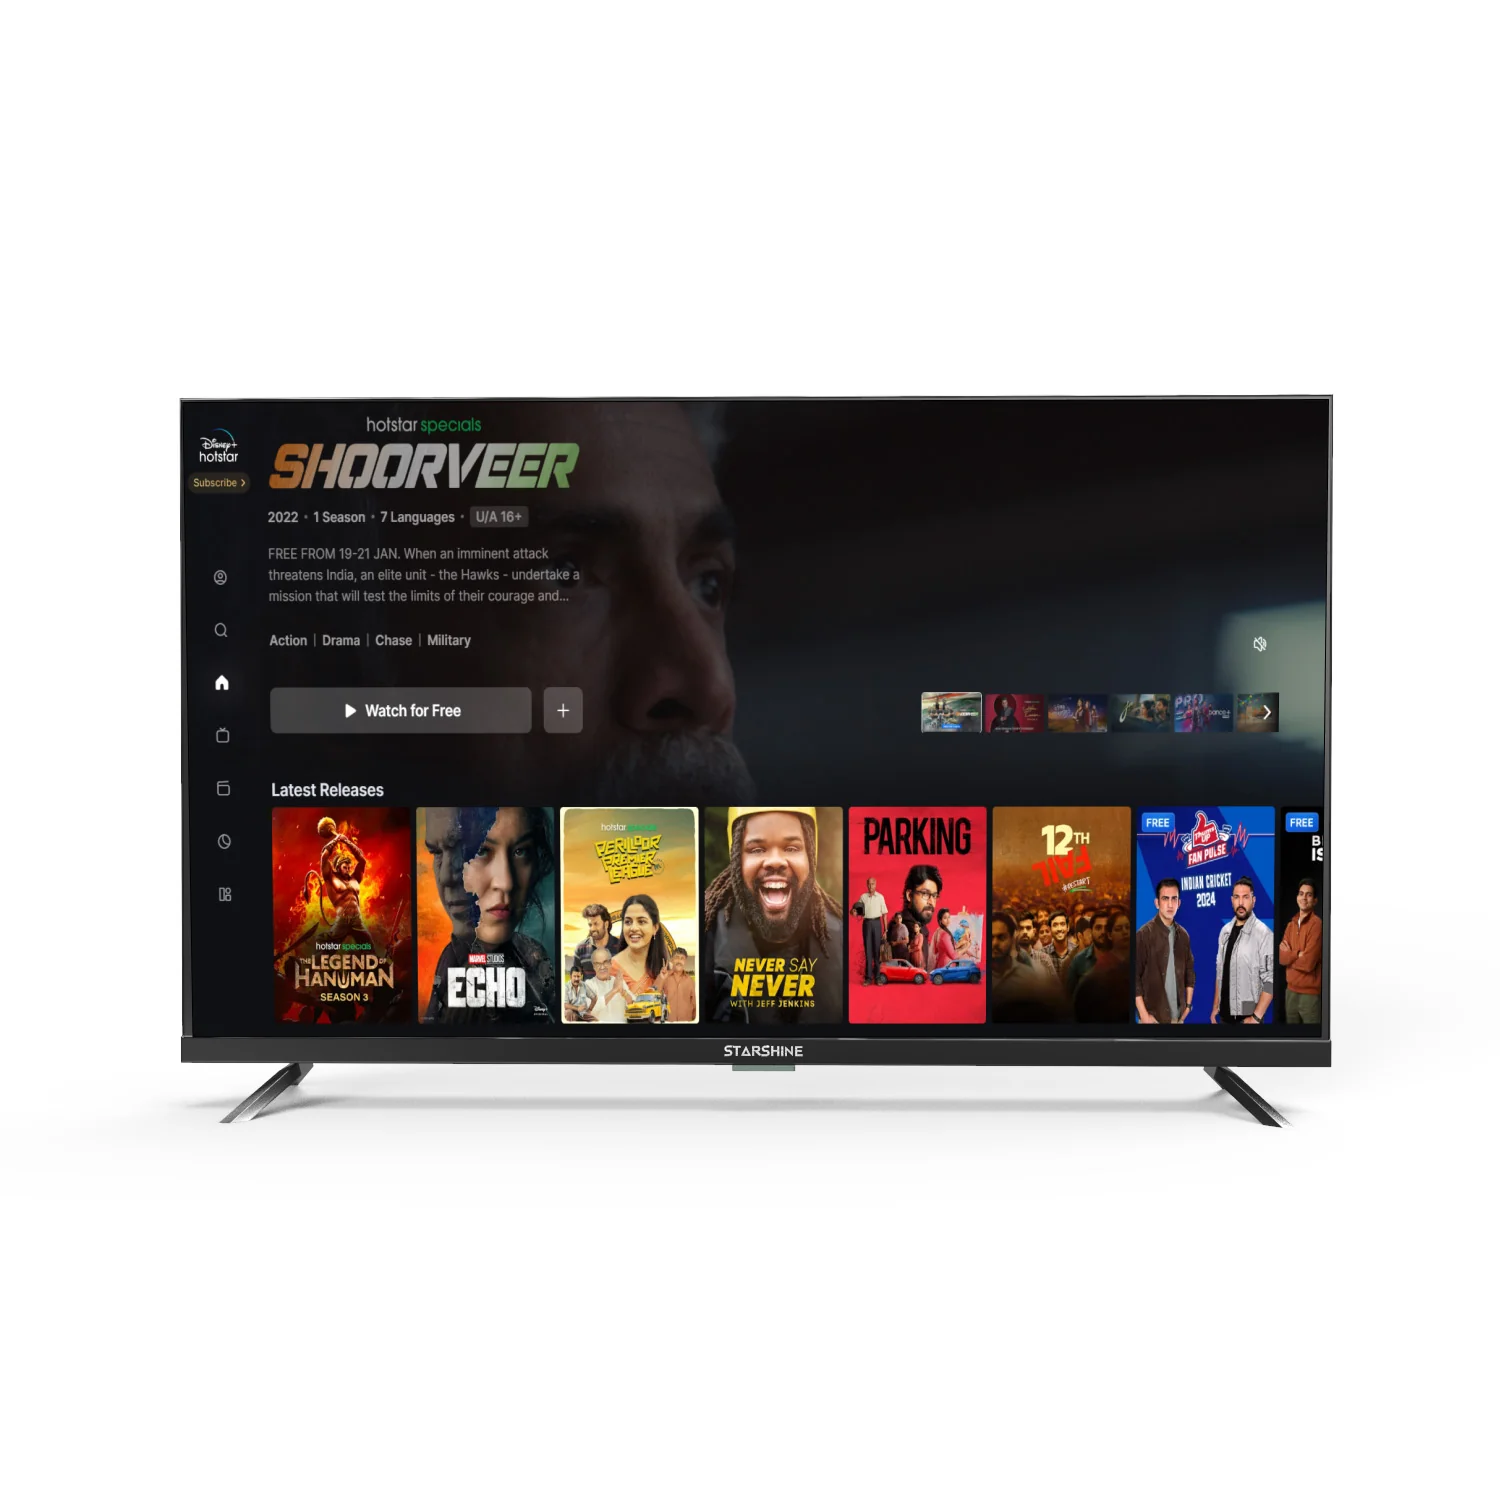 Disney+
hotstar
Subscribe >
hotstar specials
SHOORVEER
2022 • 1 Season • 7 Languages • U/A 16+
FREE FROM 19-21 JAN. When an imminent attack
threatens India, an elite unit - the Hawks - undertake a
mission that will test the limits of their courage and...
Action | Drama | Chase | Military
Watch for Free
+
Latest Releases
hotstar specials
THE LEGEND OF
HANUMAN
SEASON 3
MARVEL STUDIOS
ECHO
Disney+
hotstar specials
PERILLOOR
PREMIER
LEAGUE
NEVER SAY
NEVER
WITH JEFF JENKINS
PARKING
12TH
FAIL
#RESTART
FREE
THUMS UP
FAN PULSE
INDIAN CRICKET
2024
FREE
STARSHINE